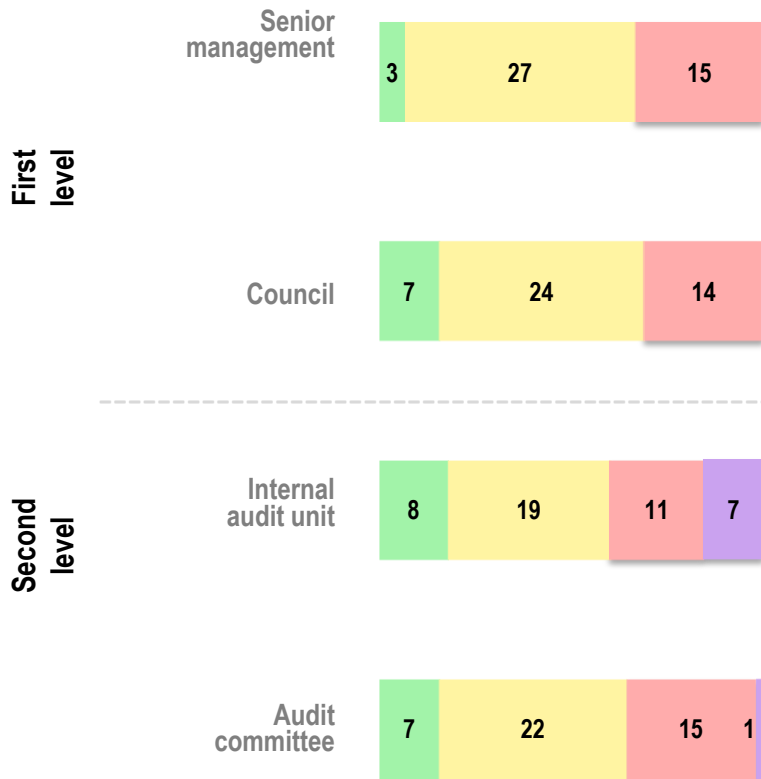 First
level
Senior
management
3 27 15
Council
7 24 14
Second
level
Internal
audit unit
8 19 11 7
Audit
committee
7 22 15 1